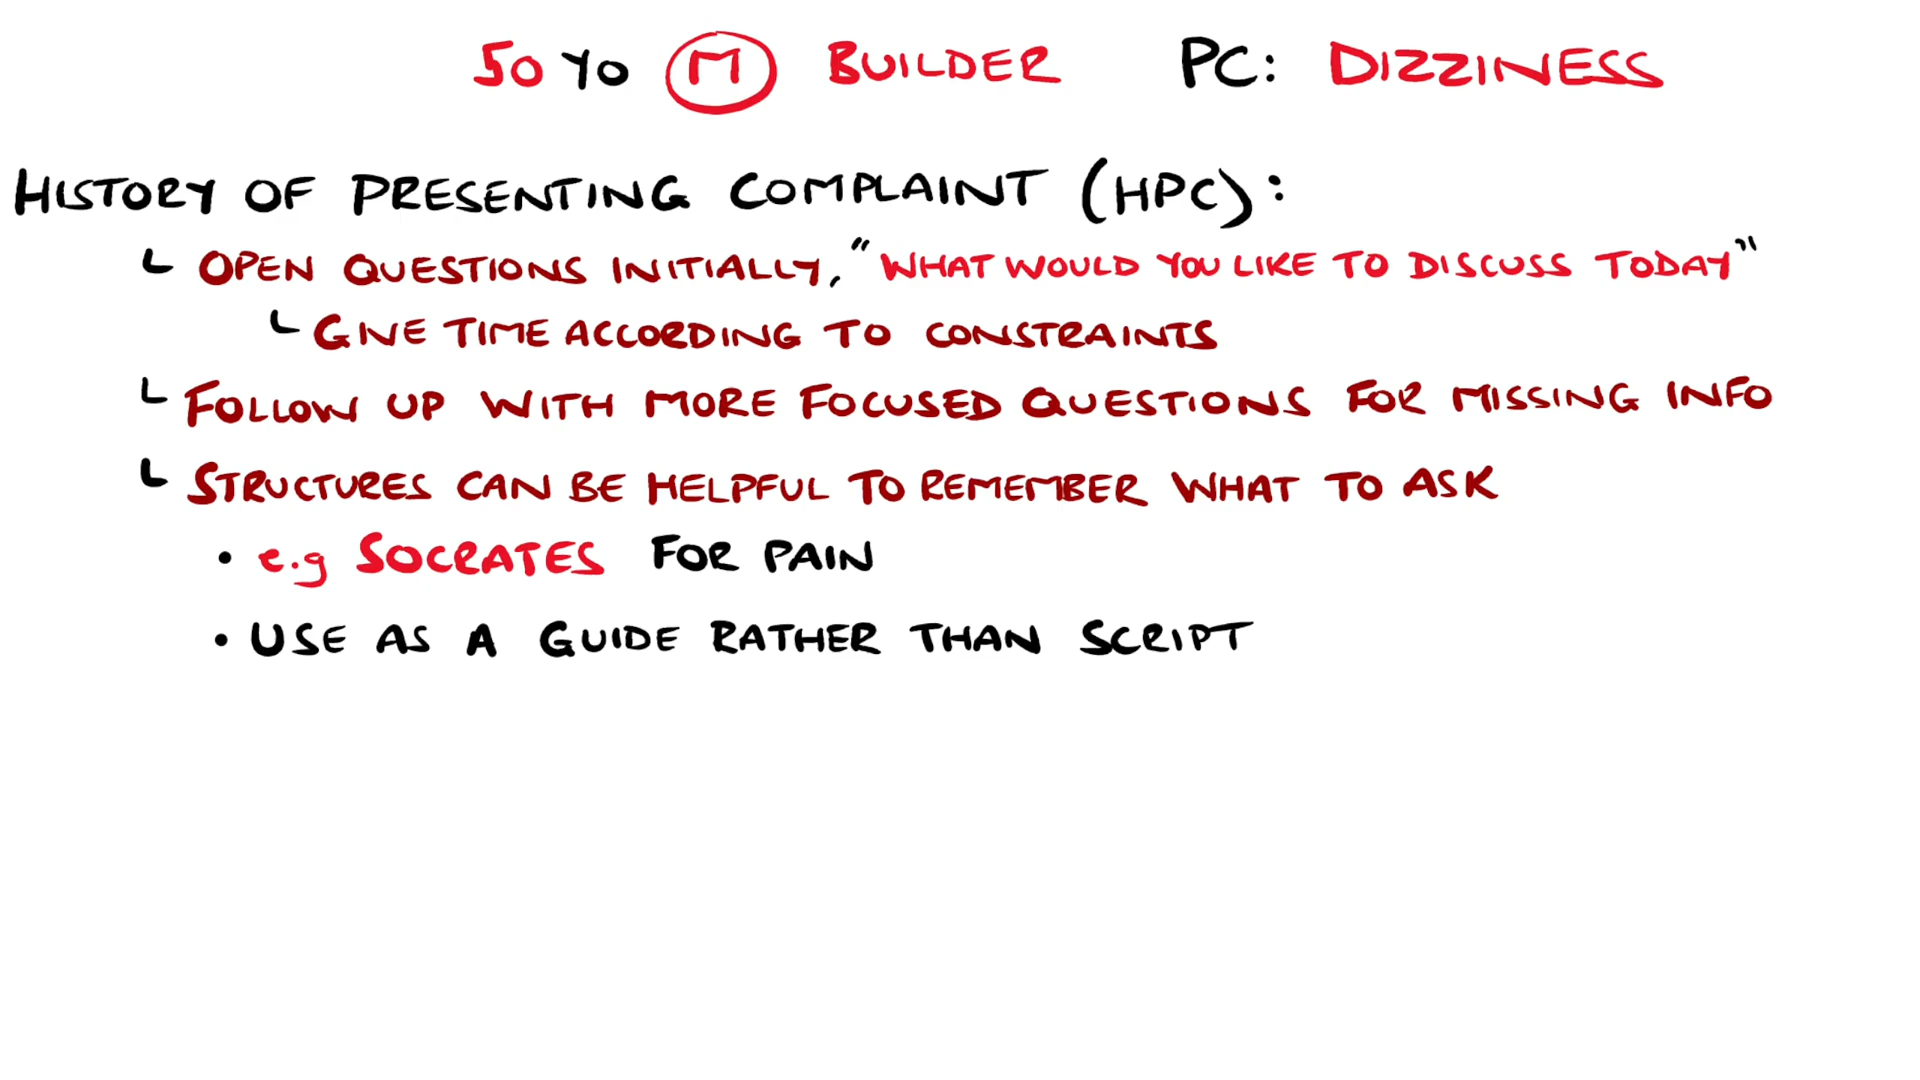 50 YO M BUILDER PC: DIZZINESS
HISTORY OF PRESENTING COMPLAINT (HPC):
OPEN QUESTIONS INITIALLY, "WHAT WOULD YOU LIKE TO DISCUSS TODAY"
GIVE TIME ACCORDING TO CONSTRAINTS
FOLLOW UP WITH MORE FOCUSED QUESTIONS FOR MISSING INFO
STRUCTURES CAN BE HELPFUL TO REMEMBER WHAT TO ASK
• e.g SOCRATES FOR PAIN
• USE AS A GUIDE RATHER THAN SCRIPT